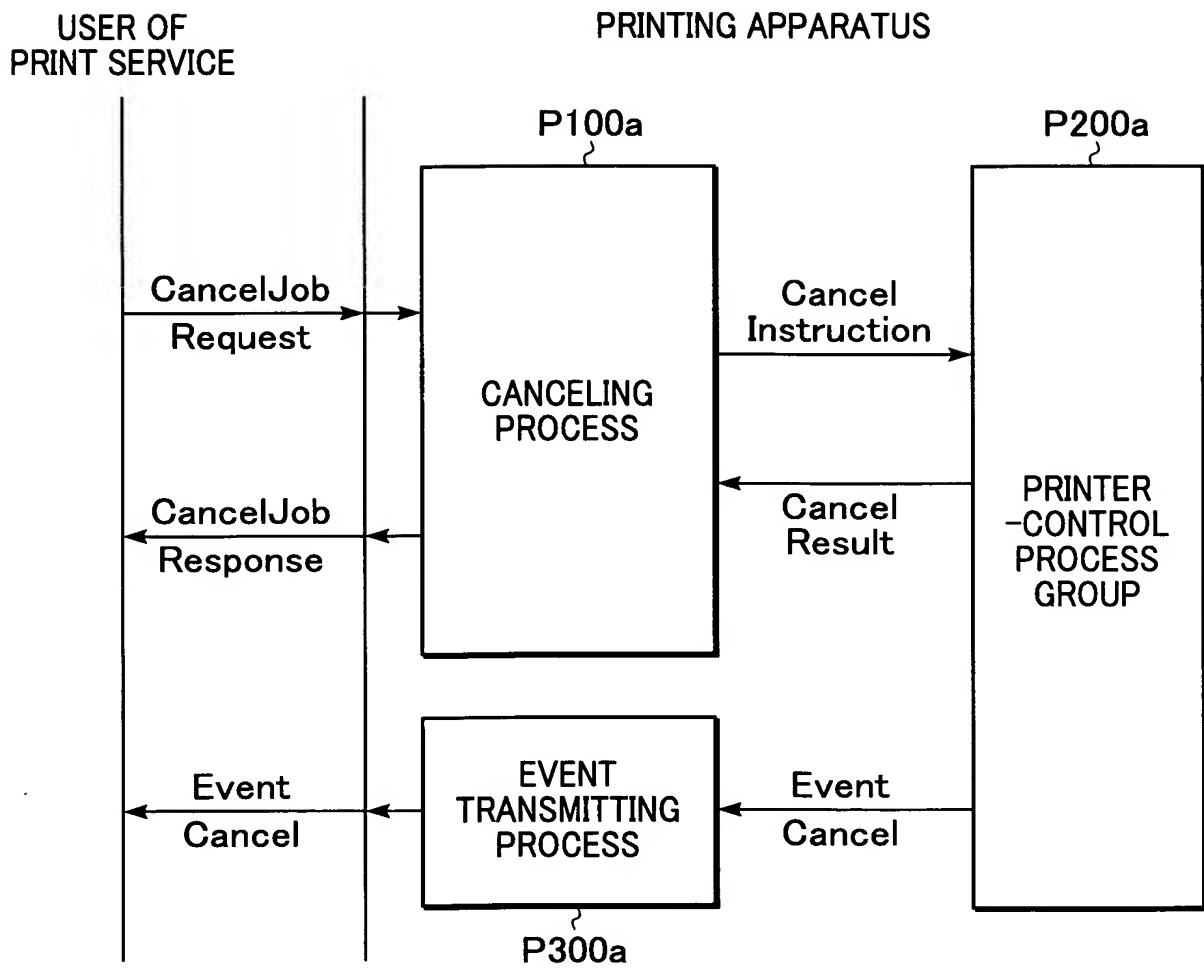 USER OF
PRINT SERVICE
PRINTING APPARATUS
P100a
P200a
CancelJob
Request
Cancel
Instruction
CANCELING
PROCESS
CancelJob
Response
Cancel
Result
PRINTER
-CONTROL
PROCESS
GROUP
Event
Cancel
EVENT
TRANSMITTING
PROCESS
Event
Cancel
P300a